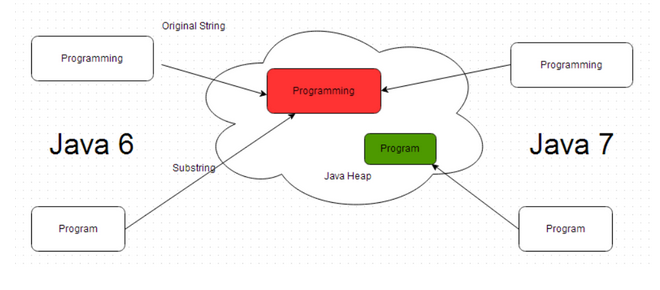 Original String
Programming
Programming
Programming
Java 6
Java 7
Program
Substring
Java Heap
Program
Program